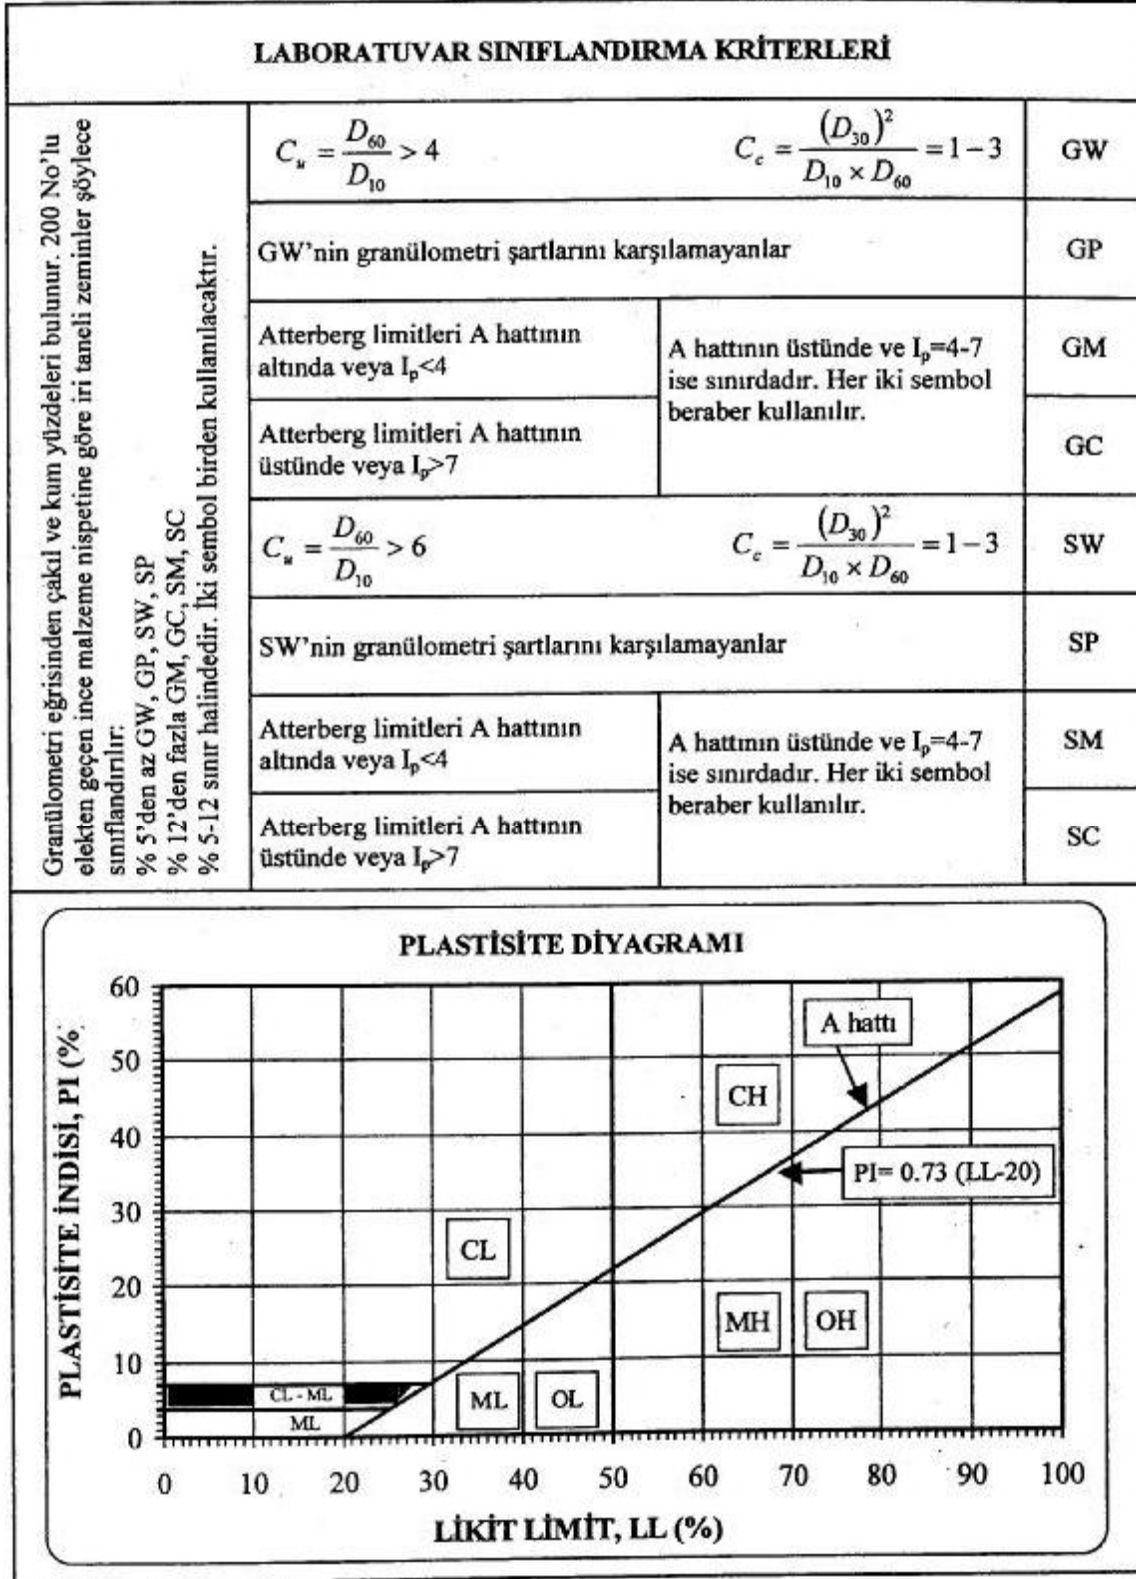 LABORATUVAR SINIFLANDIRMA KRİTERLERİ
Granülometri eğrisinden çakıl ve kum yüzdeleri bulunur. 200 No'lu
elekten geçen ince malzeme nispetine göre iri taneli zeminler şöylece
sınıflandırılır:
% 5'den az GW, GP, SW, SP
% 12'den fazla GM, GC, SM, SC
% 5-12 sınır halindedir. İki sembol birden kullanılacaktır.
C_u = D_60 / D_10 > 4 C_c = (D_30)^2 / (D_10 × D_60) = 1 − 3 GW
GW'nin granülometri şartlarını karşılamayanlar GP
Atterberg limitleri A hattının
altında veya I_p<4
GM
Atterberg limitleri A hattının
üstünde veya I_p>7
GC
A hattının üstünde ve I_p=4-7
ise sınırdadır. Her iki sembol
beraber kullanılır.
C_u = D_60 / D_10 > 6 C_c = (D_30)^2 / (D_10 × D_60) = 1 − 3 SW
SW'nin granülometri şartlarını karşılamayanlar SP
Atterberg limitleri A hattının
altında veya I_p<4
SM
Atterberg limitleri A hattının
üstünde veya I_p>7
SC
A hattının üstünde ve I_p=4-7
ise sınırdadır. Her iki sembol
beraber kullanılır.
PLASTİSİTE DİYAGRAMI
PLASTİSİTE İNDİSİ, PI (%
60
50
40
30
20
10
0
A hattı
CH
PI= 0.73 (LL-20)
CL
MH
OH
CL - ML
ML
ML
OL
0 10 20 30 40 50 60 70 80 90 100
LİKİT LİMİT, LL (%)